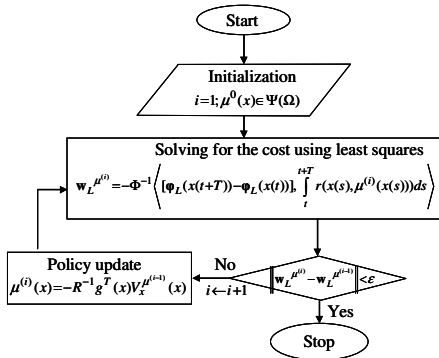 Start
Initialization
i=1; μ⁰(x)∈Ψ(Ω)
Solving for the cost using least squares
w_L^{μ^{(i)}}=−Φ^{−1}⟨[φ_L(x(t+T))−φ_L(x(t))], ∫_t^{t+T} r(x(s),μ^{(i)}(x(s)))ds⟩
Policy update
μ^{(i)}(x)=−R^{−1}g^T(x)V_x^{μ^{(i−1)}}(x)
No
i←i+1
‖w_L^{μ^{(i)}}−w_L^{μ^{(i−1)}}‖<ε
Yes
Stop